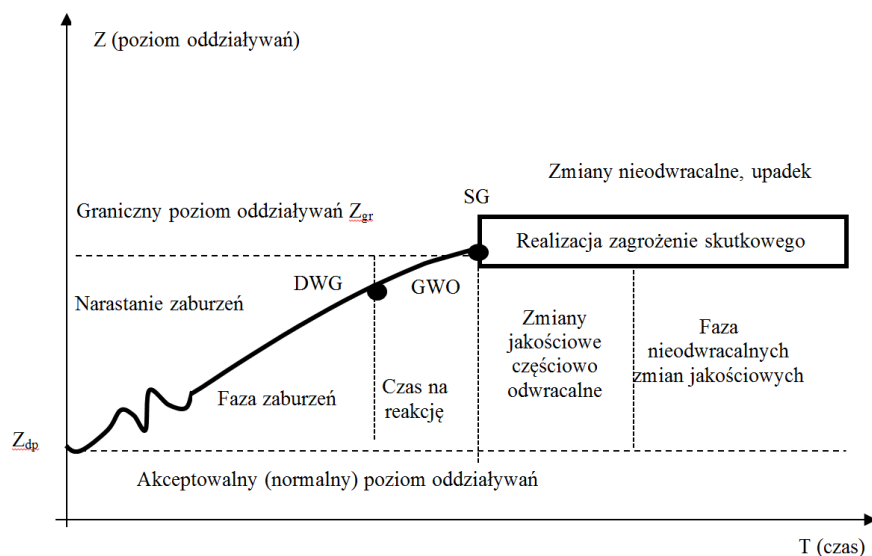 Z (poziom oddziaływań)
Zmiany nieodwracalne, upadek
SG
Graniczny poziom oddziaływań Zgr
Realizacja zagrożenie skutkowego
DWG
GWO
Narastanie zaburzeń
Zmiany
jakościowe
częściowo
odwracalne
Faza
nieodwracalnych
zmian jakościowych
Faza zaburzeń
Czas na
reakcję
Zdp
Akceptowalny (normalny) poziom oddziaływań
T (czas)